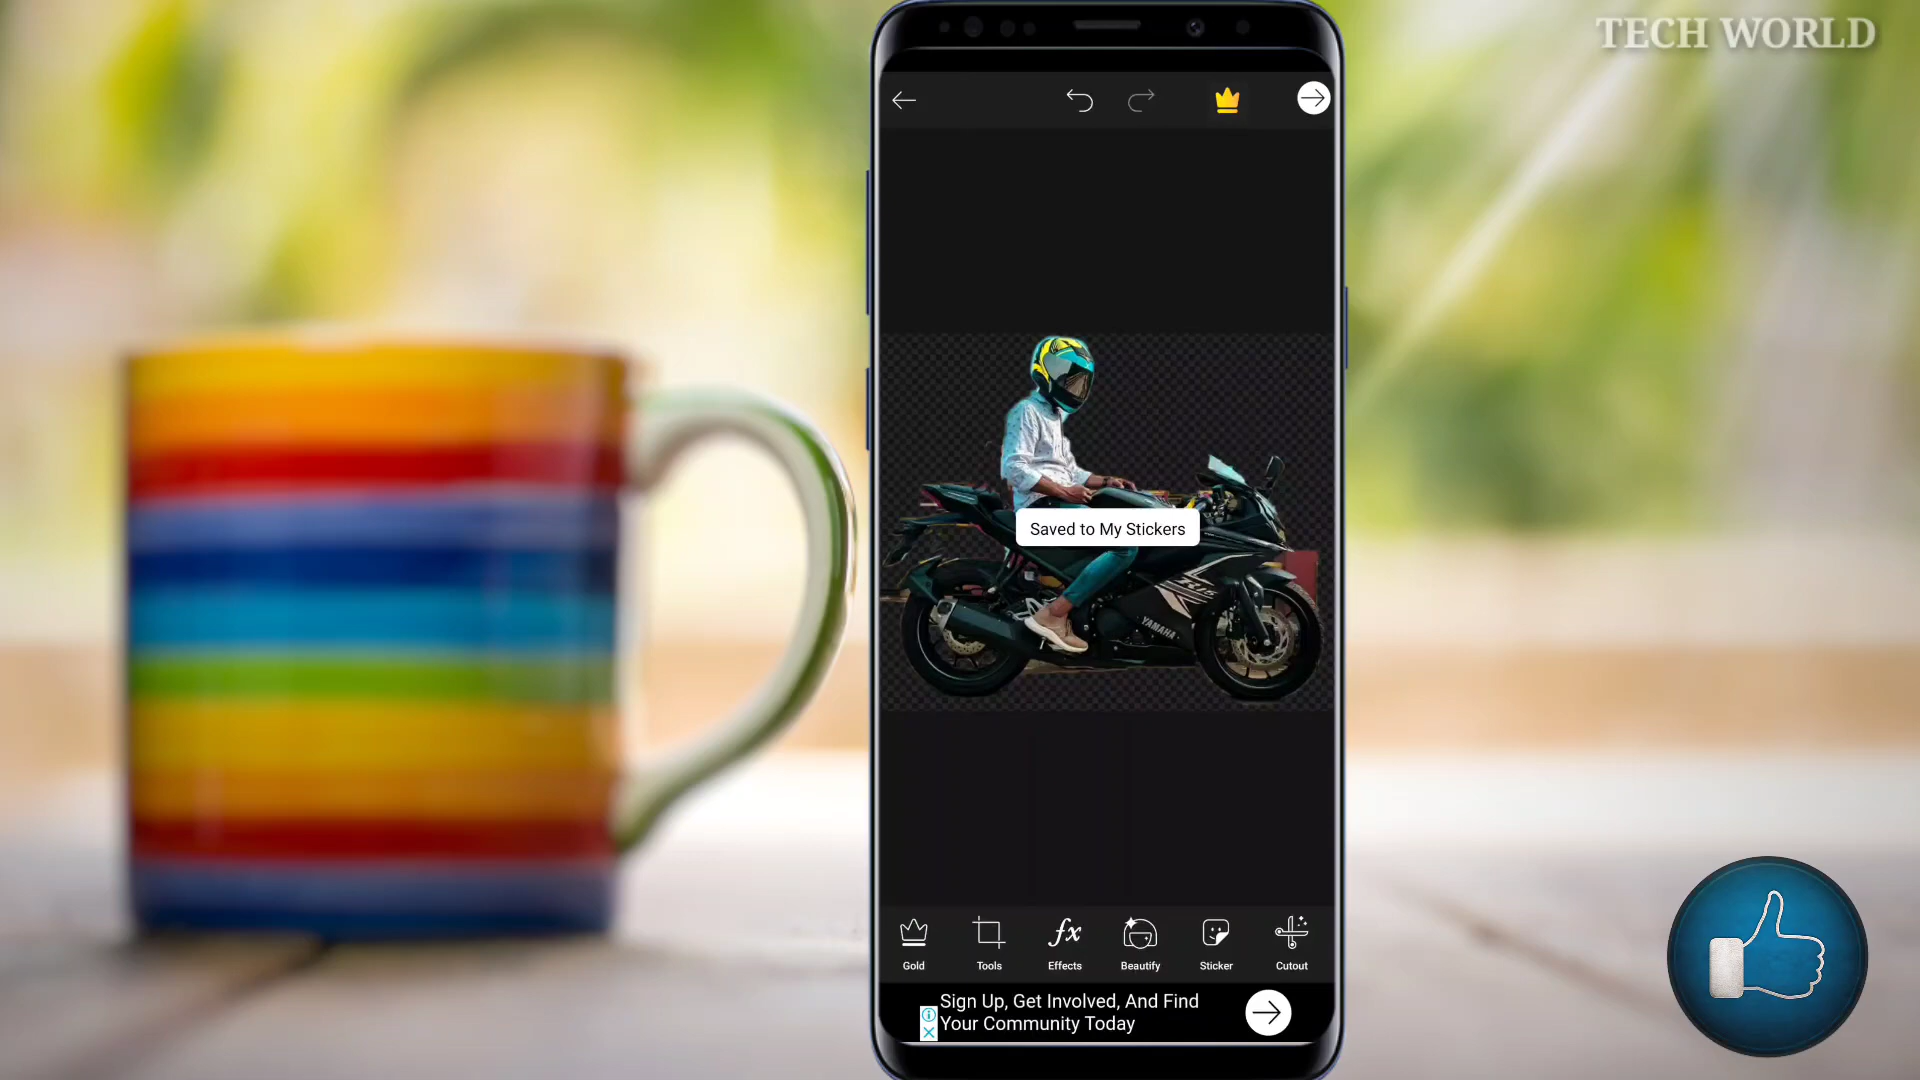 TECH WORLD
Saved to My Stickers
R15
YAMAHA
Gold
Tools
Effects
Beautify
Sticker
Cutout
Sign Up, Get Involved, And Find
Your Community Today